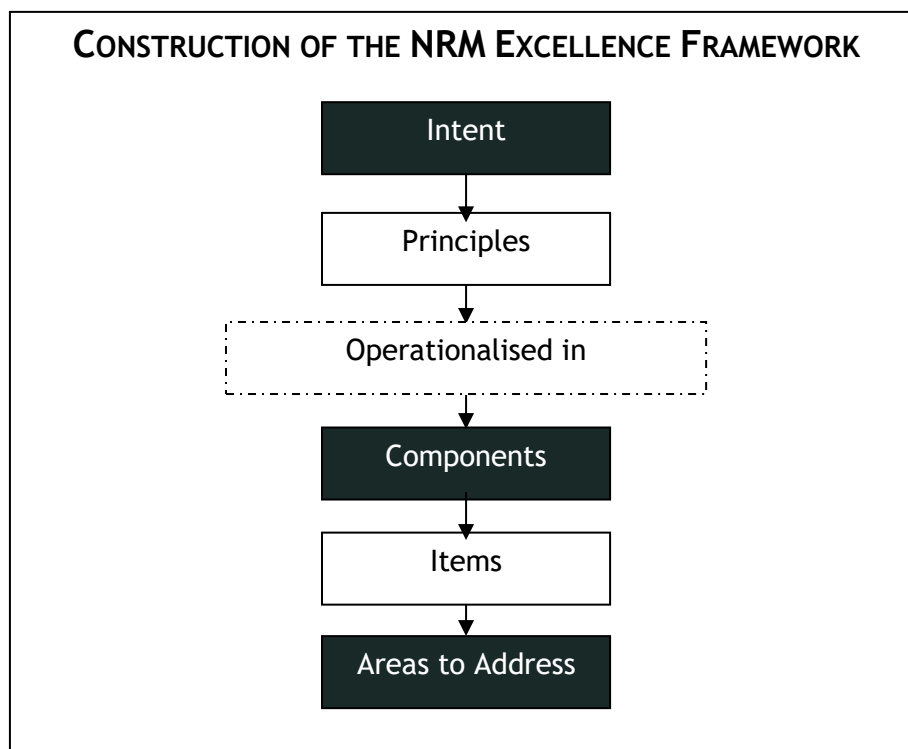 CONSTRUCTION OF THE NRM EXCELLENCE FRAMEWORK
Intent
Principles
Operationalised in
Components
Items
Areas to Address